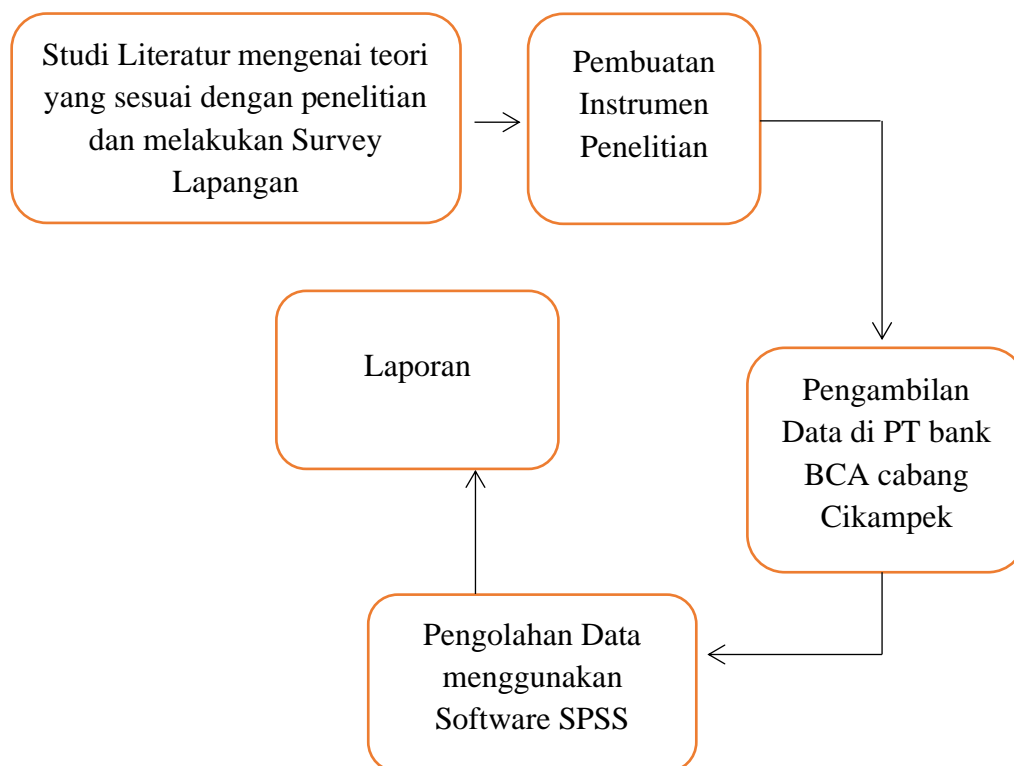 Studi Literatur mengenai teori
yang sesuai dengan penelitian
dan melakukan Survey
Lapangan
Pembuatan
Instrumen
Penelitian
Pengambilan
Data di PT bank
BCA cabang
Cikampek
Pengolahan Data
menggunakan
Software SPSS
Laporan